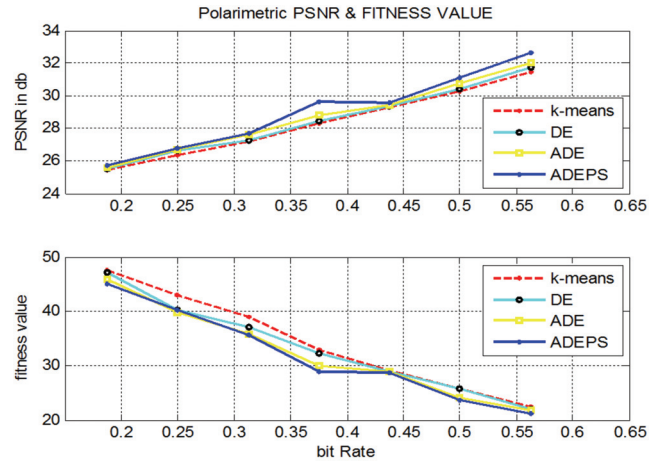 Polarimetric PSNR & FITNESS VALUE
PSNR in db
34
32
30
28
26
24
k-means
DE
ADE
ADEPS
0.2 0.25 0.3 0.35 0.4 0.45 0.5 0.55 0.6 0.65
fitness value
50
40
30
20
k-means
DE
ADE
ADEPS
0.2 0.25 0.3 0.35 0.4 0.45 0.5 0.55 0.6 0.65
bit Rate